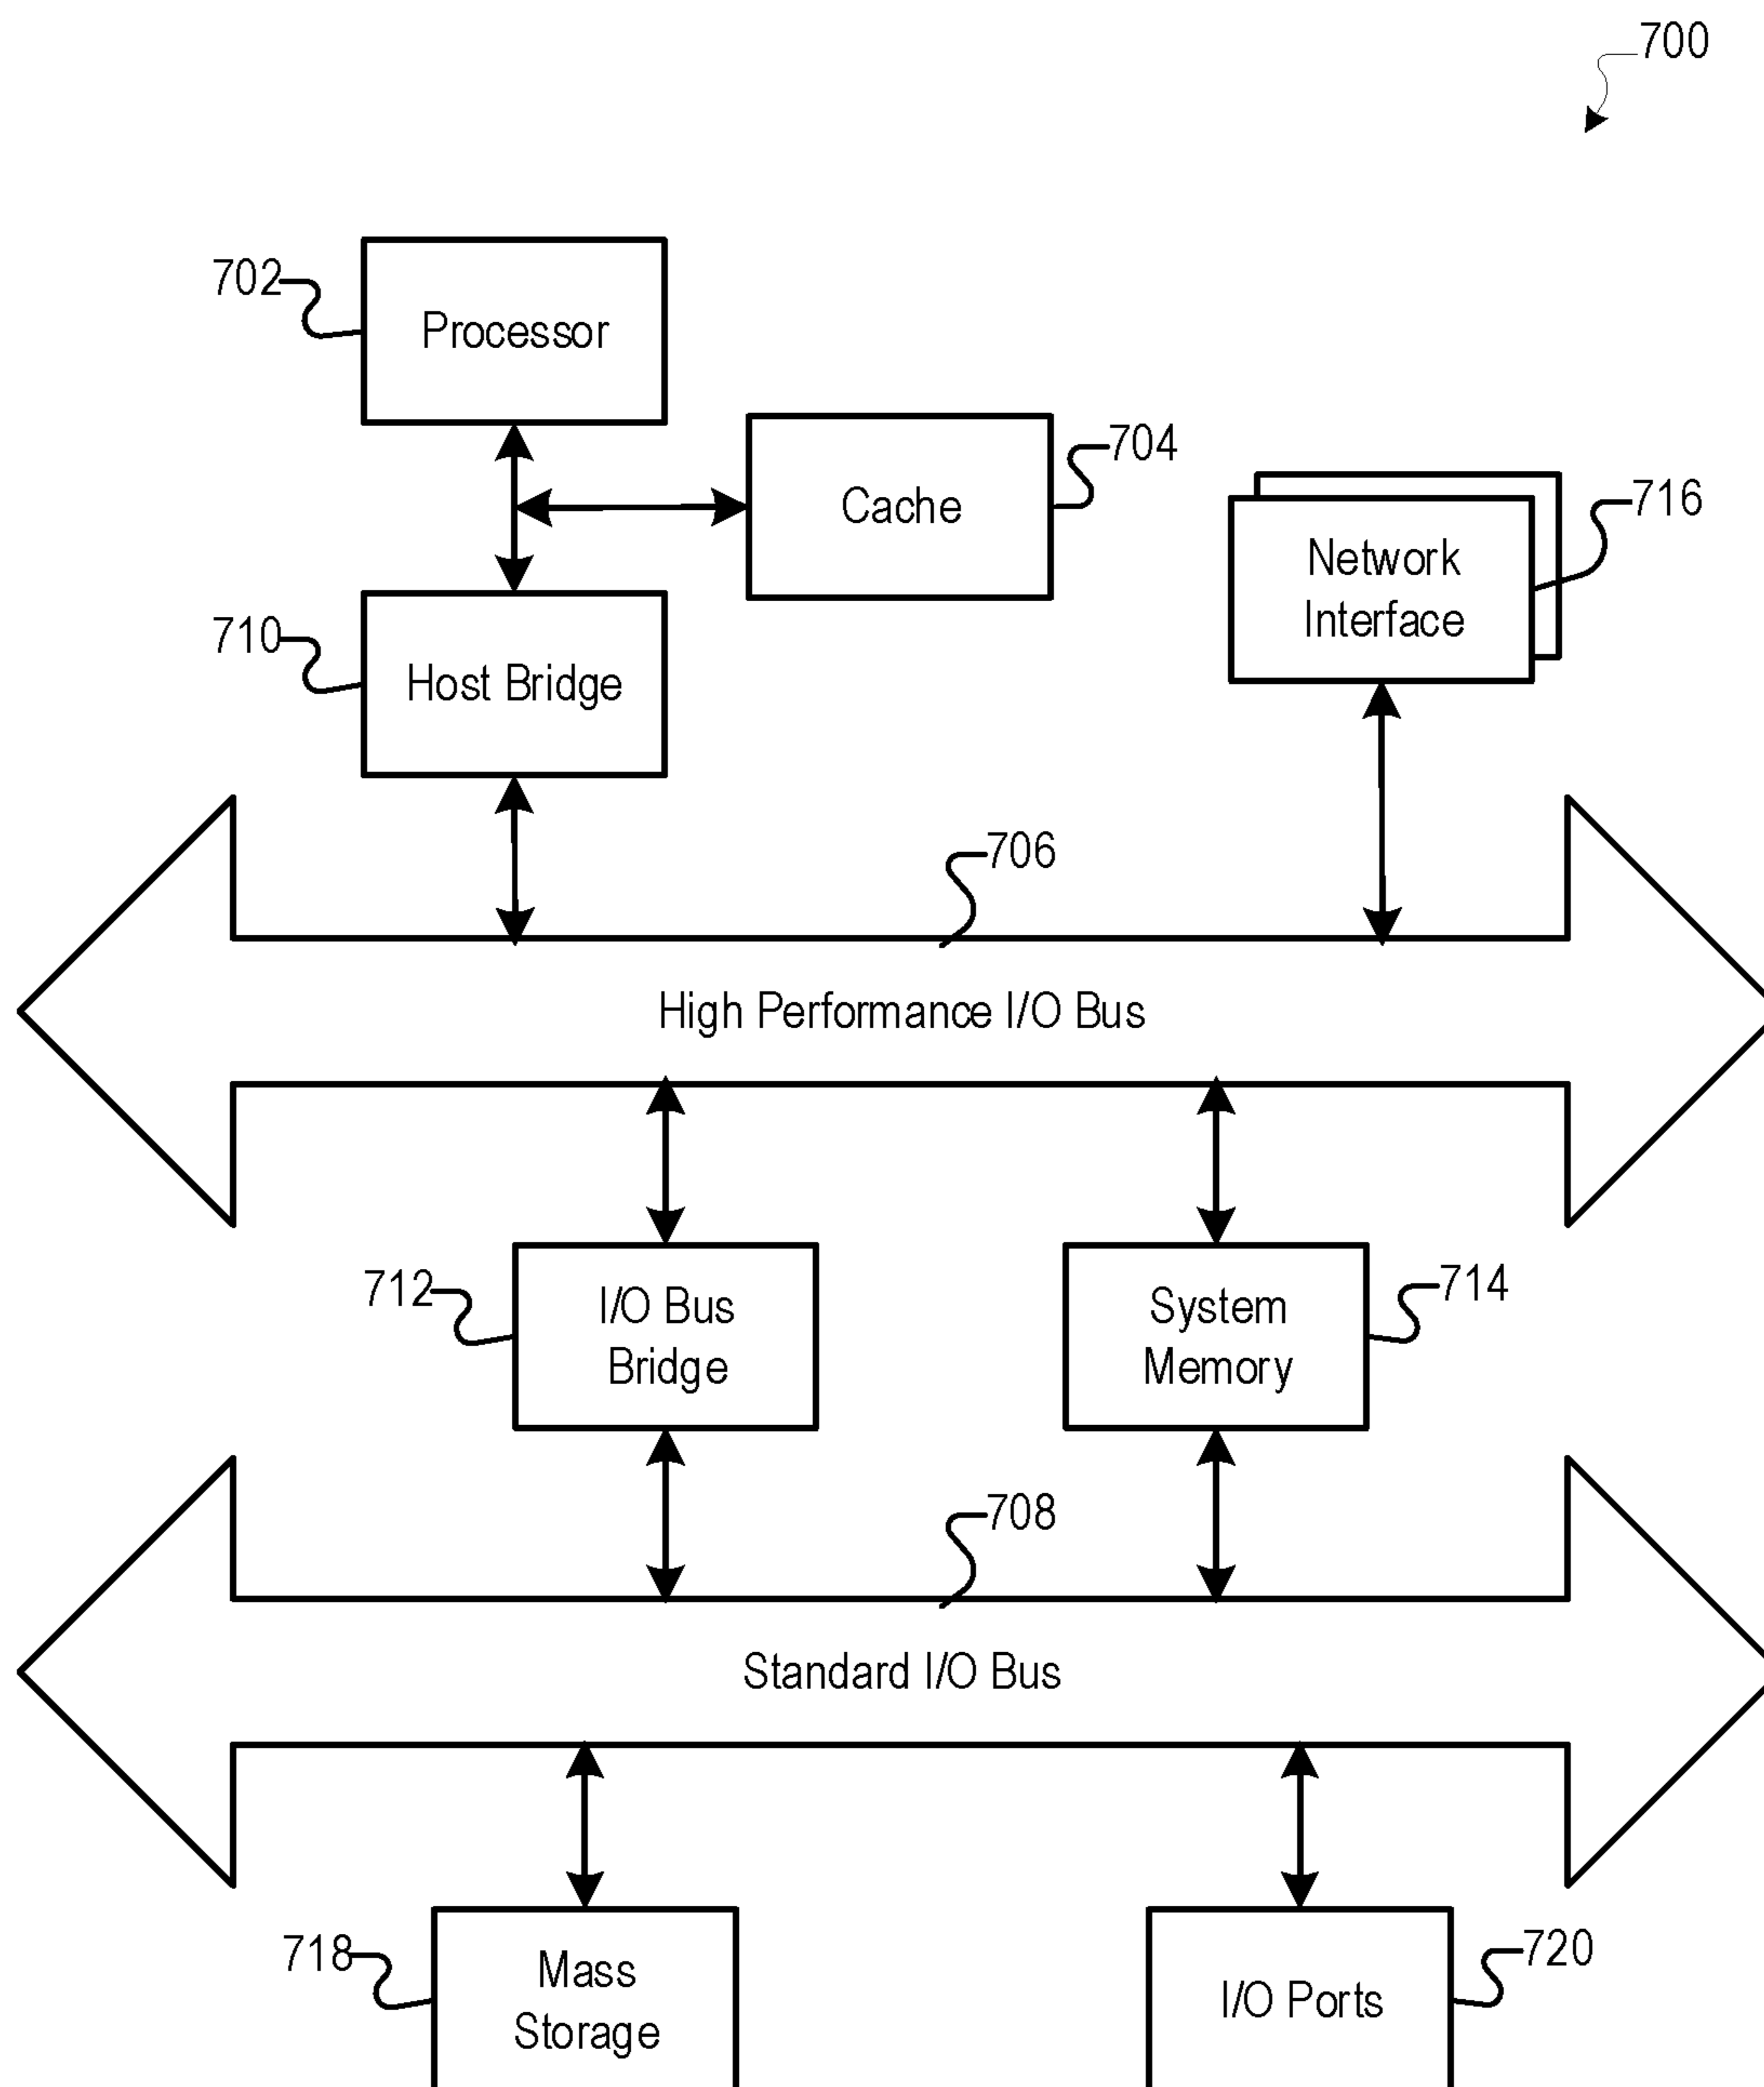 700
702
Processor
704
Cache
716
Network
Interface
710
Host Bridge
706
High Performance I/O Bus
712
I/O Bus
Bridge
714
System
Memory
708
Standard I/O Bus
718
Mass
Storage
720
I/O Ports